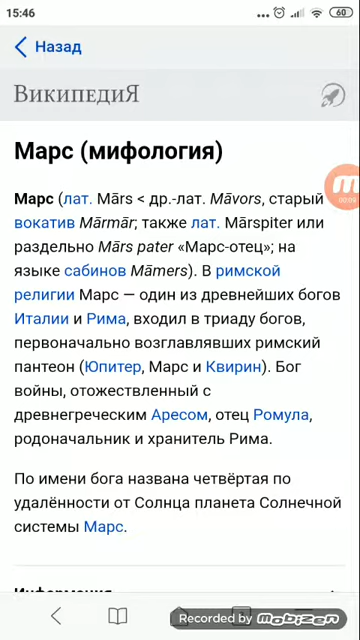 15:46
60
Назад
ВикипедиЯ
Марс (мифология)
00:09
Марс (лат. Mārs < др.-лат. Māvors, старый
вокатив Mārmār; также лат. Mārspiter или
раздельно Mārs pater «Марс-отец»; на
языке сабинов Māmers). В римской
религии Марс — один из древнейших богов
Италии и Рима, входил в триаду богов,
первоначально возглавлявших римский
пантеон (Юпитер, Марс и Квирин). Бог
войны, отожествленный с
древнегреческим Аресом, отец Ромула,
родоначальник и хранитель Рима.
По имени бога названа четвёртая по
удалённости от Солнца планета Солнечной
системы Марс.
Recorded by mobizen